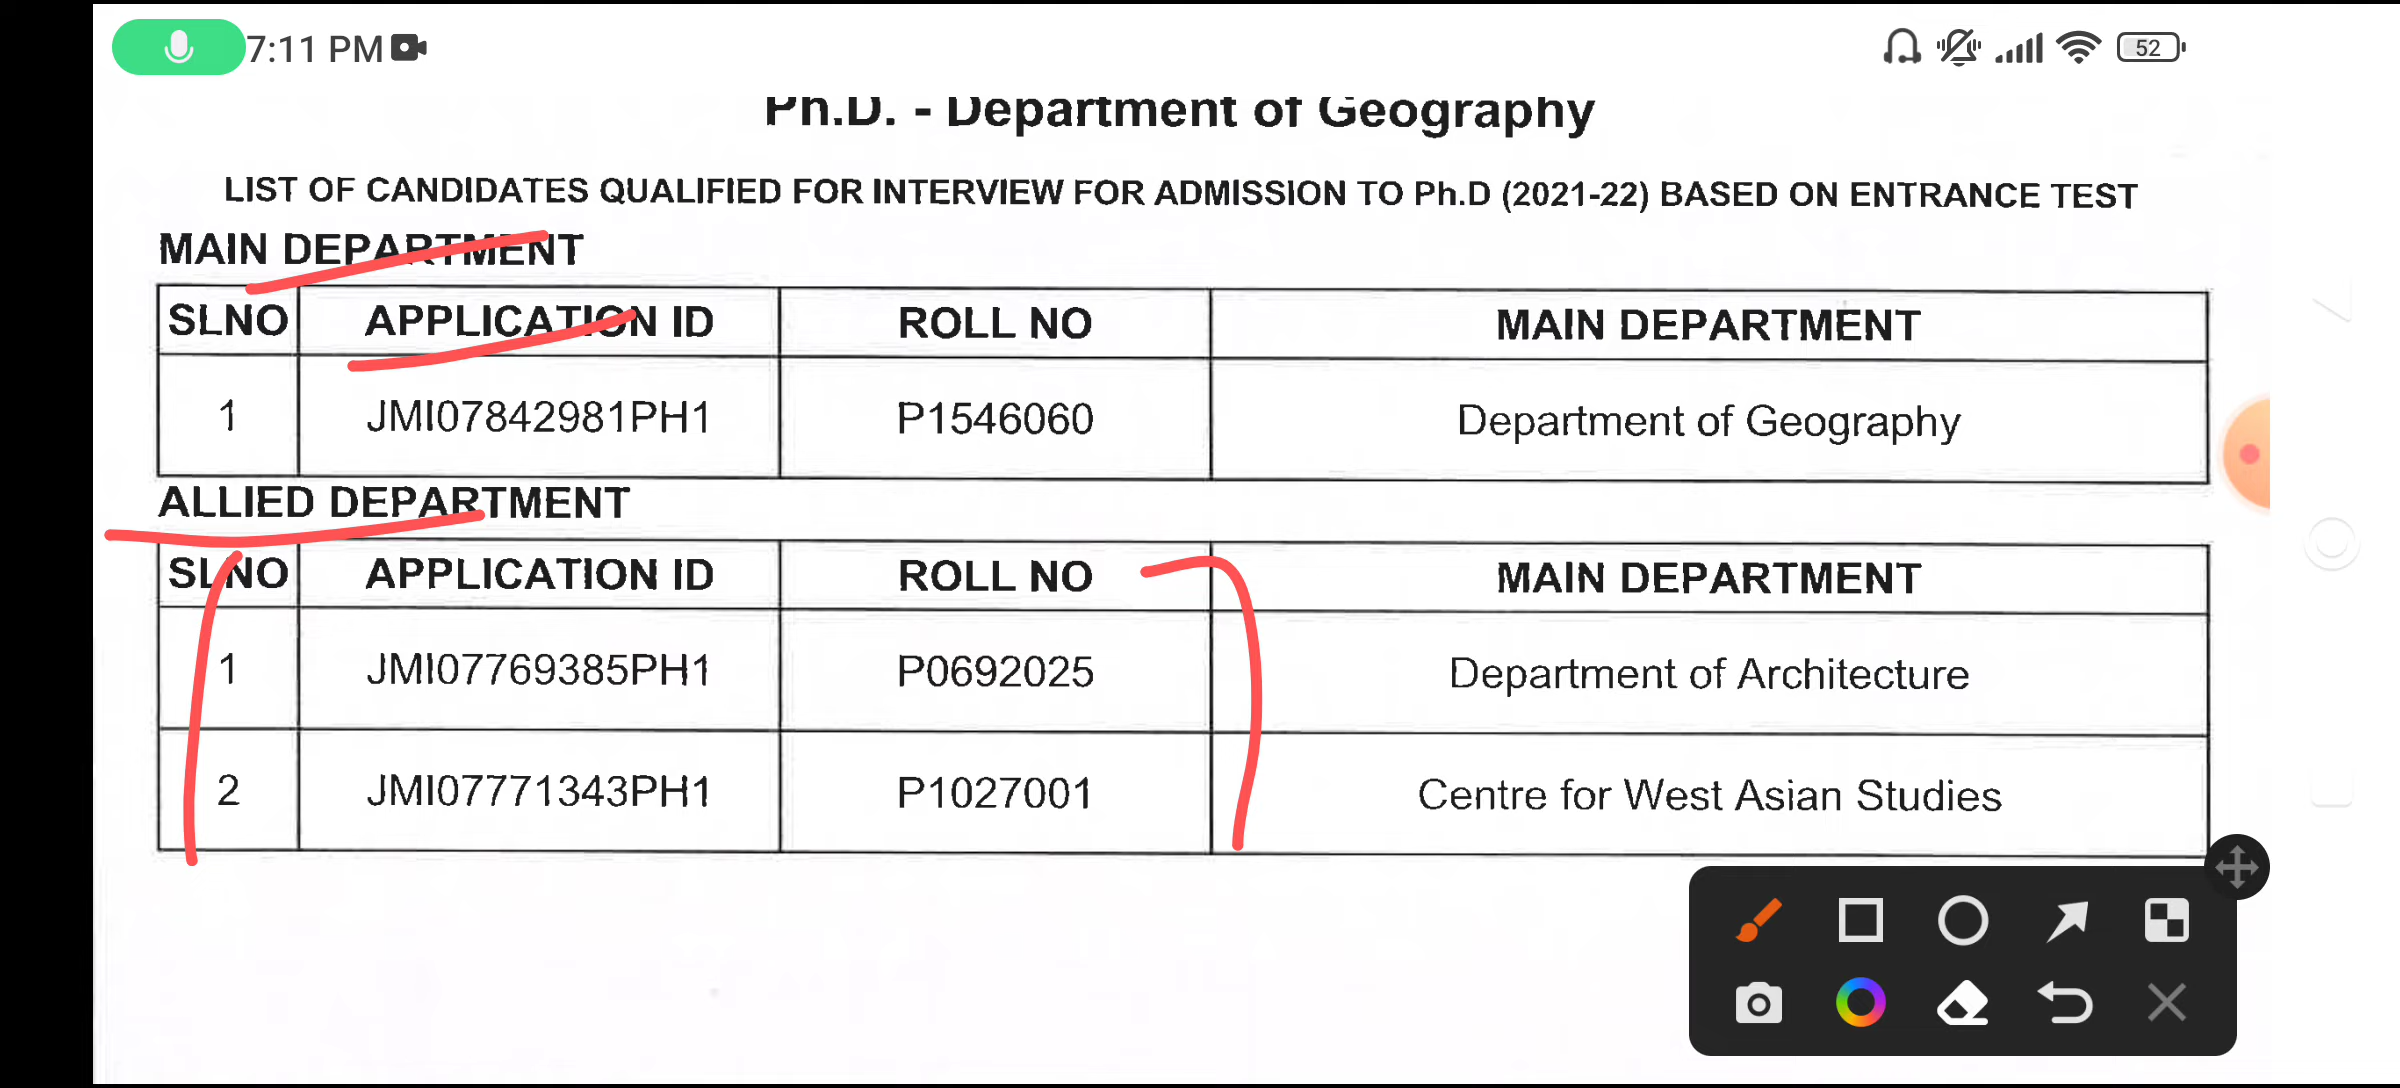 7:11 PM
52
Ph.D. - Department of Geography
LIST OF CANDIDATES QUALIFIED FOR INTERVIEW FOR ADMISSION TO Ph.D (2021-22) BASED ON ENTRANCE TEST
MAIN DEPARTMENT
SLNO APPLICATION ID ROLL NO MAIN DEPARTMENT
1 JMI07842981PH1 P1546060 Department of Geography
ALLIED DEPARTMENT
SLNO APPLICATION ID ROLL NO MAIN DEPARTMENT
1 JMI07769385PH1 P0692025 Department of Architecture
2 JMI07771343PH1 P1027001 Centre for West Asian Studies